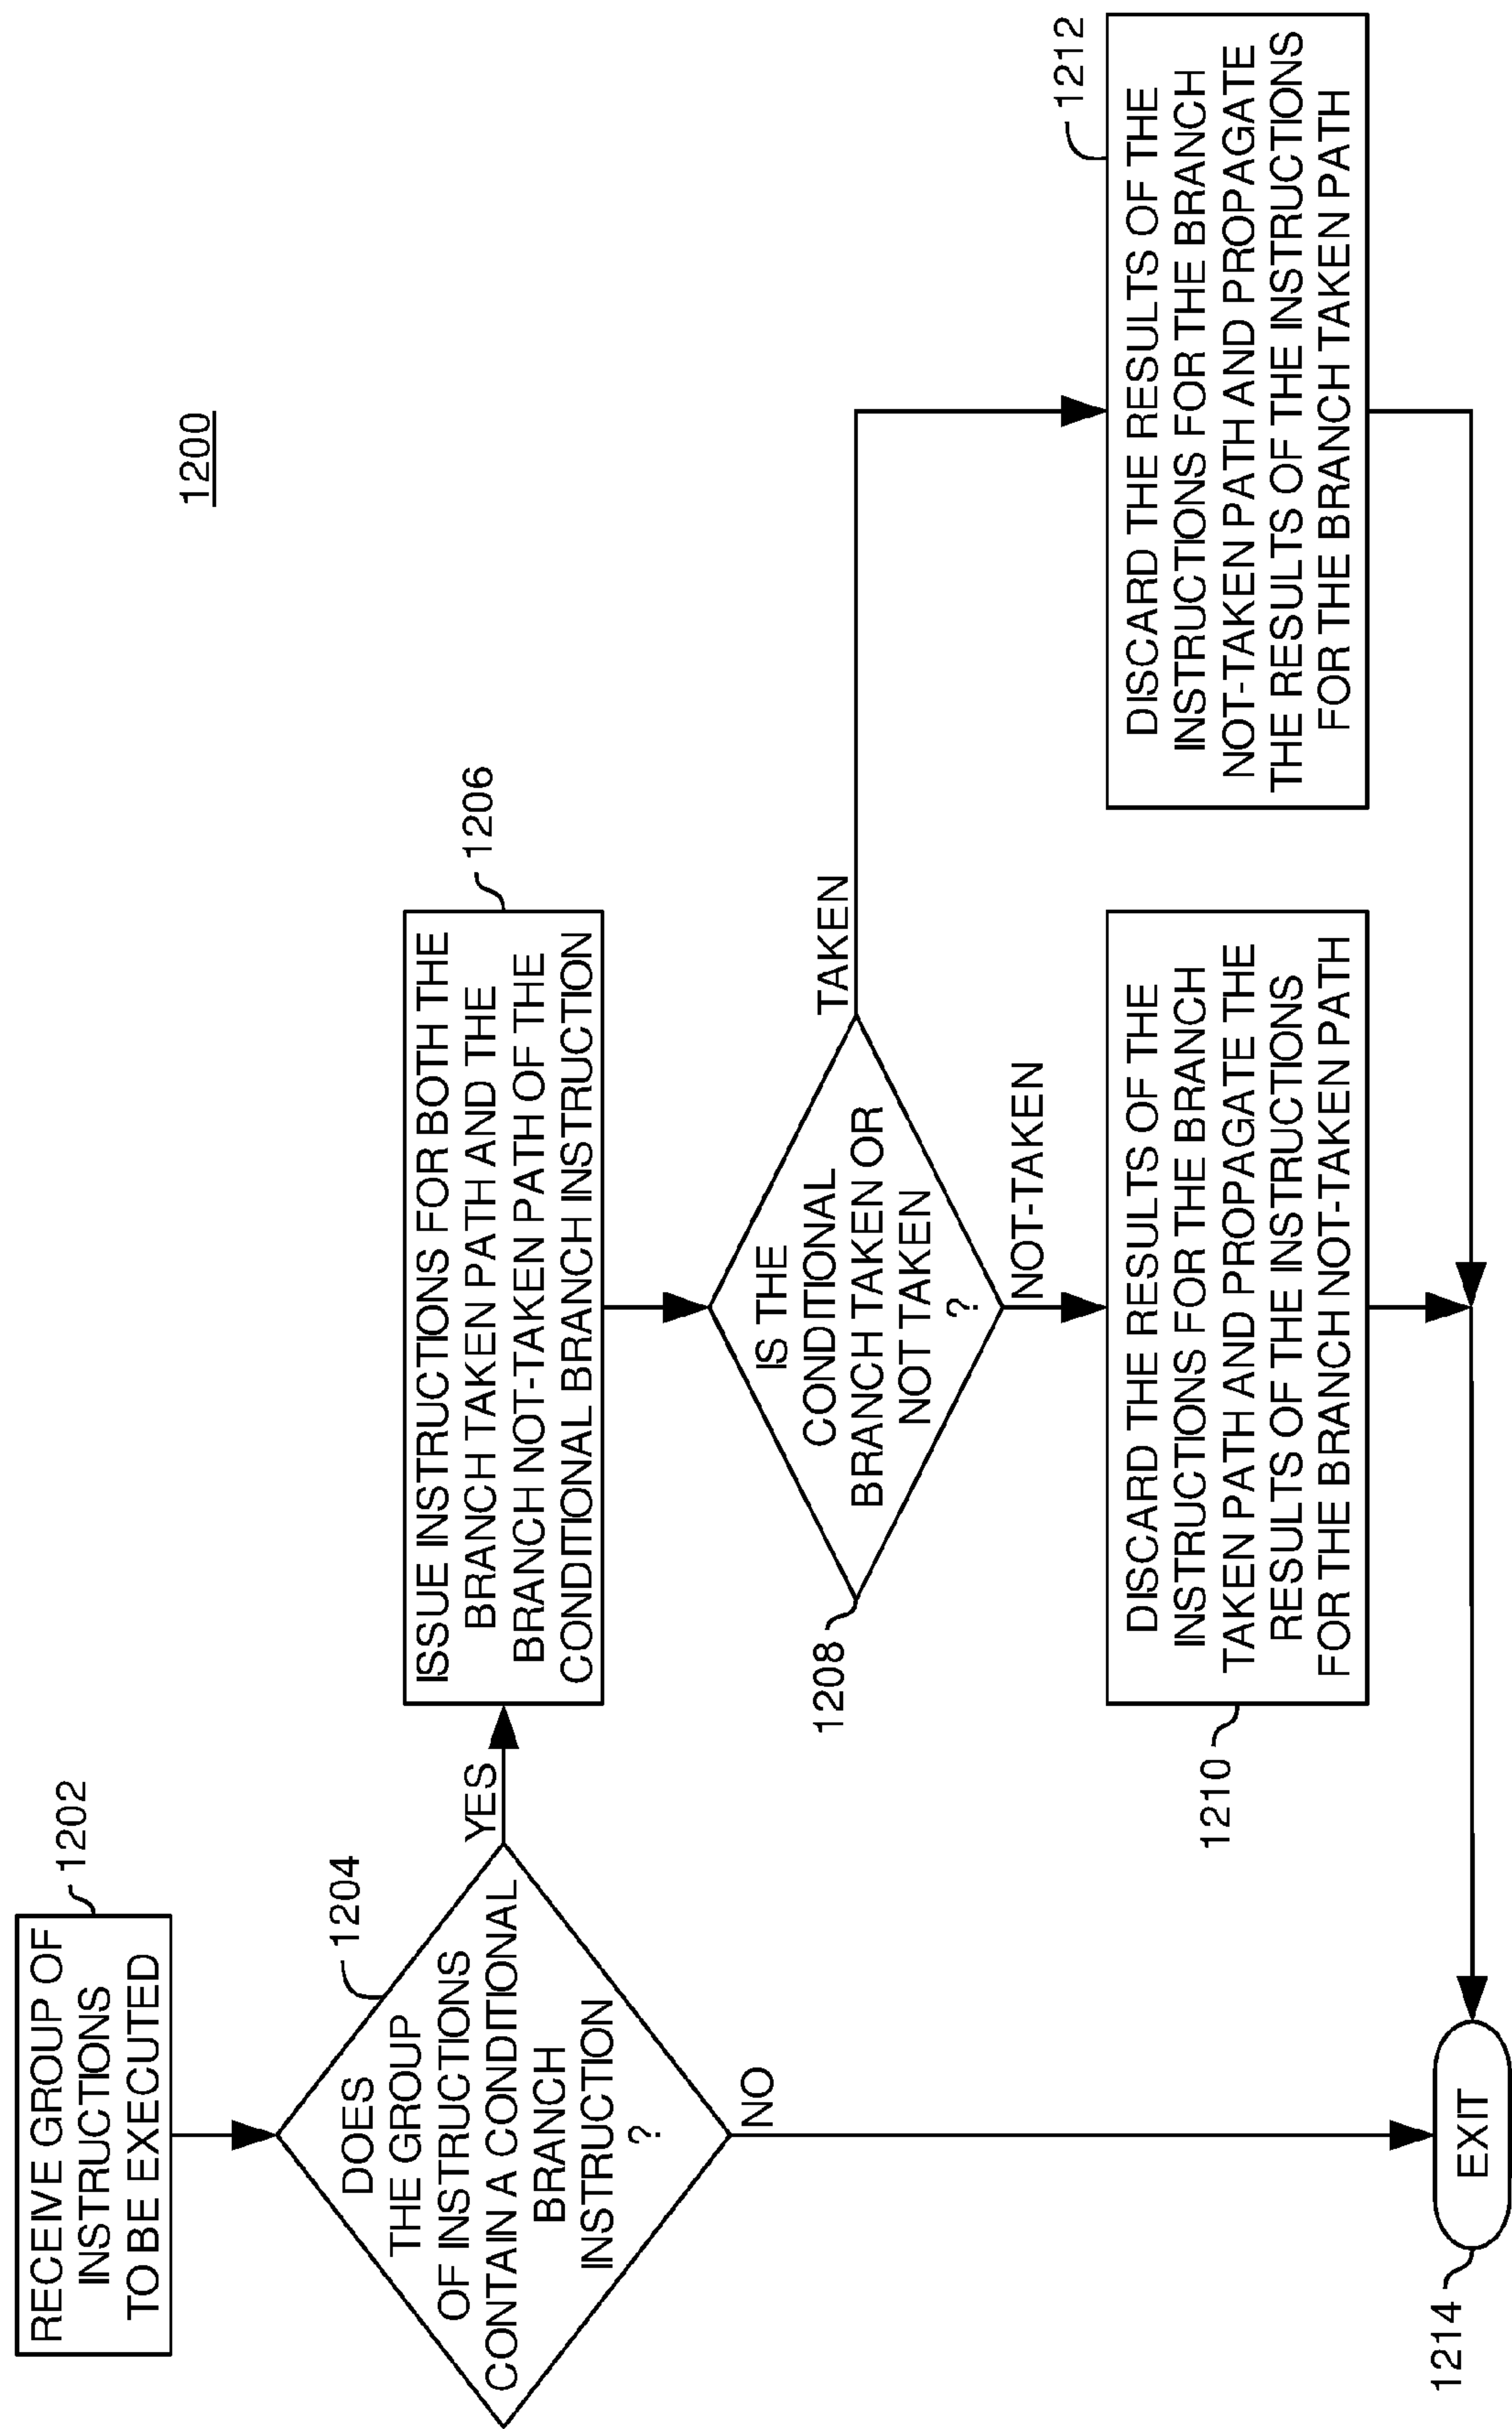 1200
RECEIVE GROUP OF
INSTRUCTIONS
TO BE EXECUTED
1202
DOES
THE GROUP
OF INSTRUCTIONS
CONTAIN A CONDITIONAL
BRANCH
INSTRUCTION
?
1204
YES
NO
ISSUE INSTRUCTIONS FOR BOTH THE
BRANCH TAKEN PATH AND THE
BRANCH NOT-TAKEN PATH OF THE
CONDITIONAL BRANCH INSTRUCTION
1206
IS THE
CONDITIONAL
BRANCH TAKEN OR
NOT TAKEN
?
1208
TAKEN
NOT-TAKEN
DISCARD THE RESULTS OF THE
INSTRUCTIONS FOR THE BRANCH
TAKEN PATH AND PROPAGATE THE
RESULTS OF THE INSTRUCTIONS
FOR THE BRANCH NOT-TAKEN PATH
1210
DISCARD THE RESULTS OF THE
INSTRUCTIONS FOR THE BRANCH
NOT-TAKEN PATH AND PROPAGATE
THE RESULTS OF THE INSTRUCTIONS
FOR THE BRANCH TAKEN PATH
1212
EXIT
1214